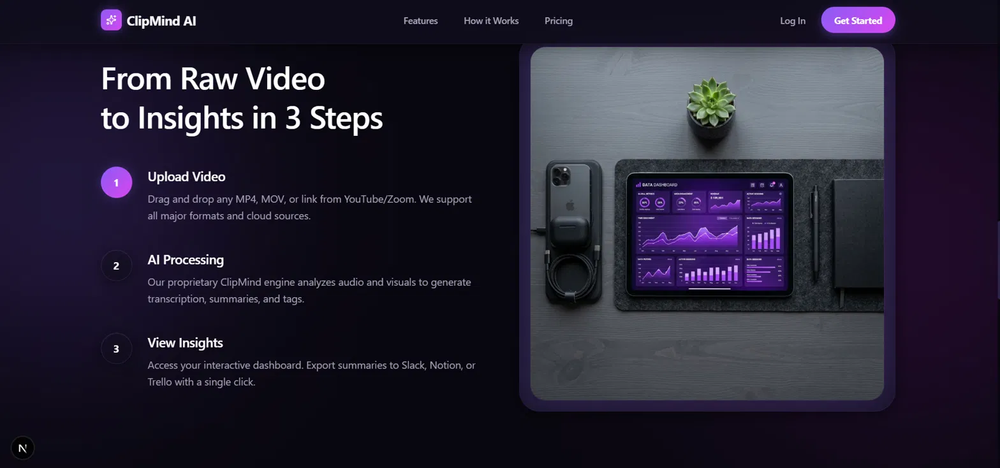 ClipMind AI
Features
How it Works
Pricing
Log In
Get Started
From Raw Video
to Insights in 3 Steps
1
Upload Video
Drag and drop any MP4, MOV, or link from YouTube/Zoom. We support
all major formats and cloud sources.
2
AI Processing
Our proprietary ClipMind engine analyzes audio and visuals to generate
transcription, summaries, and tags.
3
View Insights
Access your interactive dashboard. Export summaries to Slack, Notion, or
Trello with a single click.
DATA DASHBOARD
GLOBAL METRICS
REVENUE
N